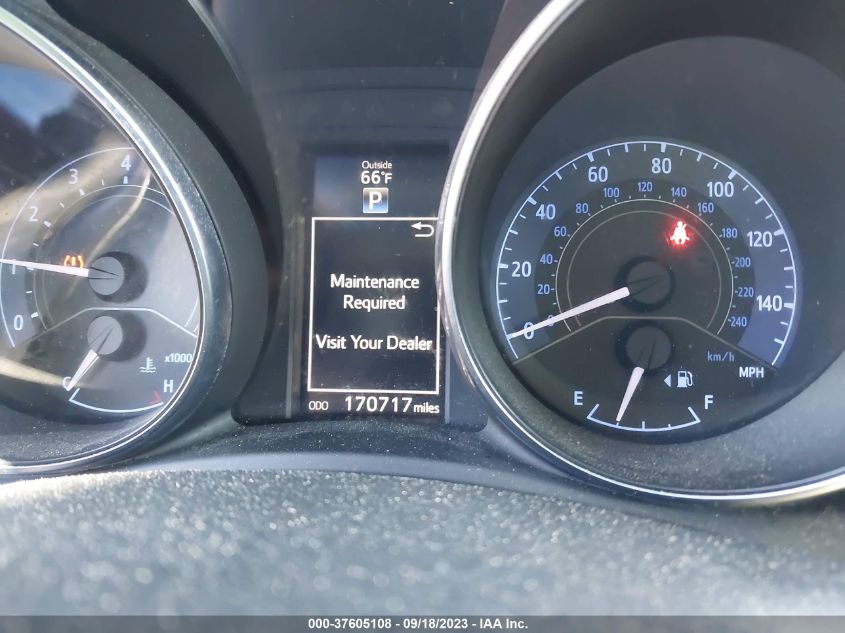 Outside
66°F
P
Maintenance
Required
Visit Your Dealer
ODO 170717 miles
0 1 2 3 4
x1000
C H
0 20 40 60 80 100 120 140
0 20 40 60 80 100 120 140 160 180 200 220 240
km/h
MPH
E F
000-37605108 - 09/18/2023 - IAA Inc.